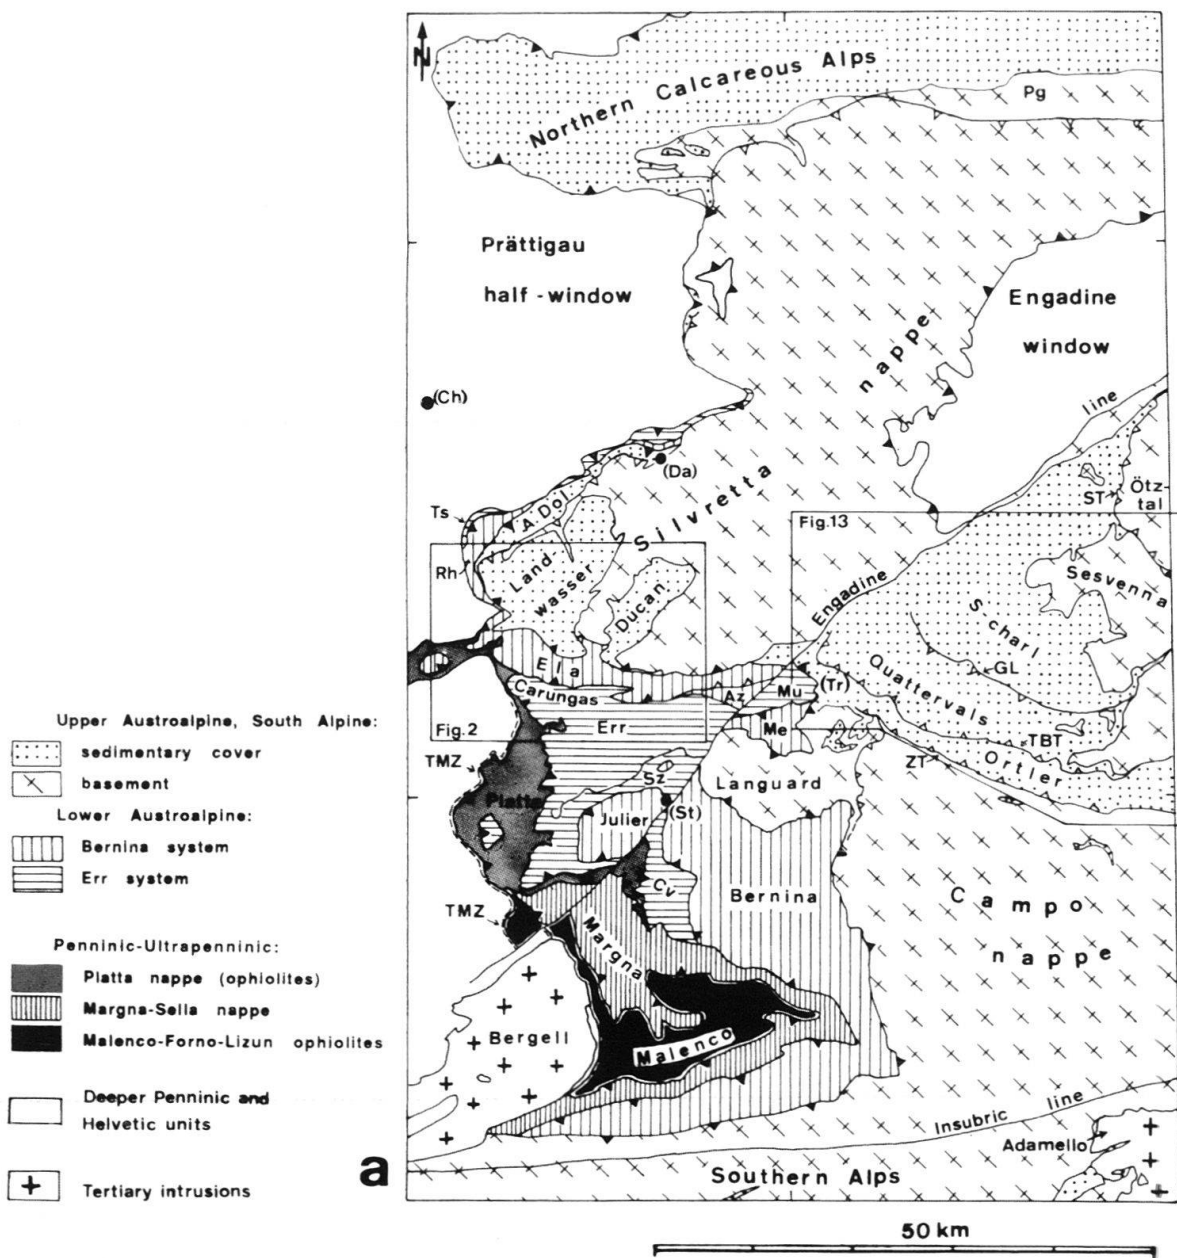 N
Northern Calcareous Alps
Pg
Prättigau
half-window
Engadine
window
nappe
line
(Ch)
(Da)
Silvretta
ST
Ötz-
tal
Ts
A Dol
Fig.13
Rh
Land-
wasser
Ducan
Engadine
Sesvenna
S-charl
GL
Ela
Carungas
Az
Mu
(Tr)
Quattervals
Fig.2
Err
Me
TBT
ZT
Ortler
TMZ
Platta
Sz
Languard
Julier
(St)
Cv
Bernina
Campo
nappe
TMZ
Margna
Bergell
Malenco
Insubric line
Adamello
Southern Alps
a
50 km
Upper Austroalpine, South Alpine:
sedimentary cover
basement
Lower Austroalpine:
Bernina system
Err system
Penninic-Ultrapenninic:
Platta nappe (ophiolites)
Margna-Sella nappe
Malenco-Forno-Lizun ophiolites
Deeper Penninic and
Helvetic units
Tertiary intrusions